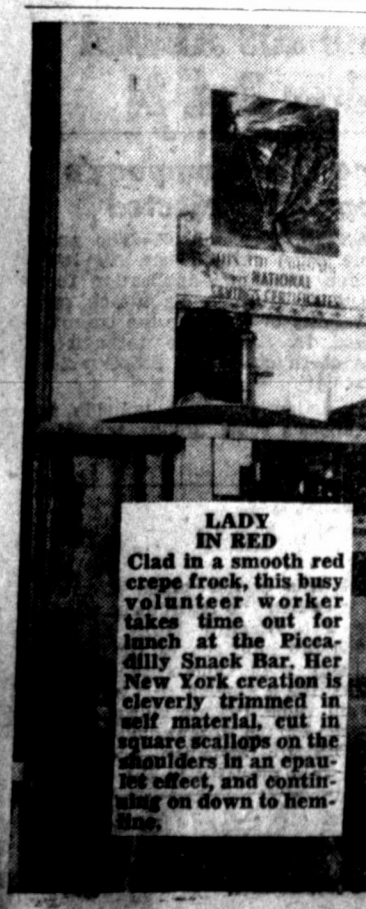 NATIONAL
SAVINGS CERTIFICATES
LADY
IN RED
Clad in a smooth red
crepe frock, this busy
volunteer worker
takes time out for
lunch at the Picca-
dilly Snack Bar. Her
New York creation is
cleverly trimmed in
self material, cut in
square scallops on the
shoulders in an epau-
let effect, and contin-
uing on down to hem-
line.